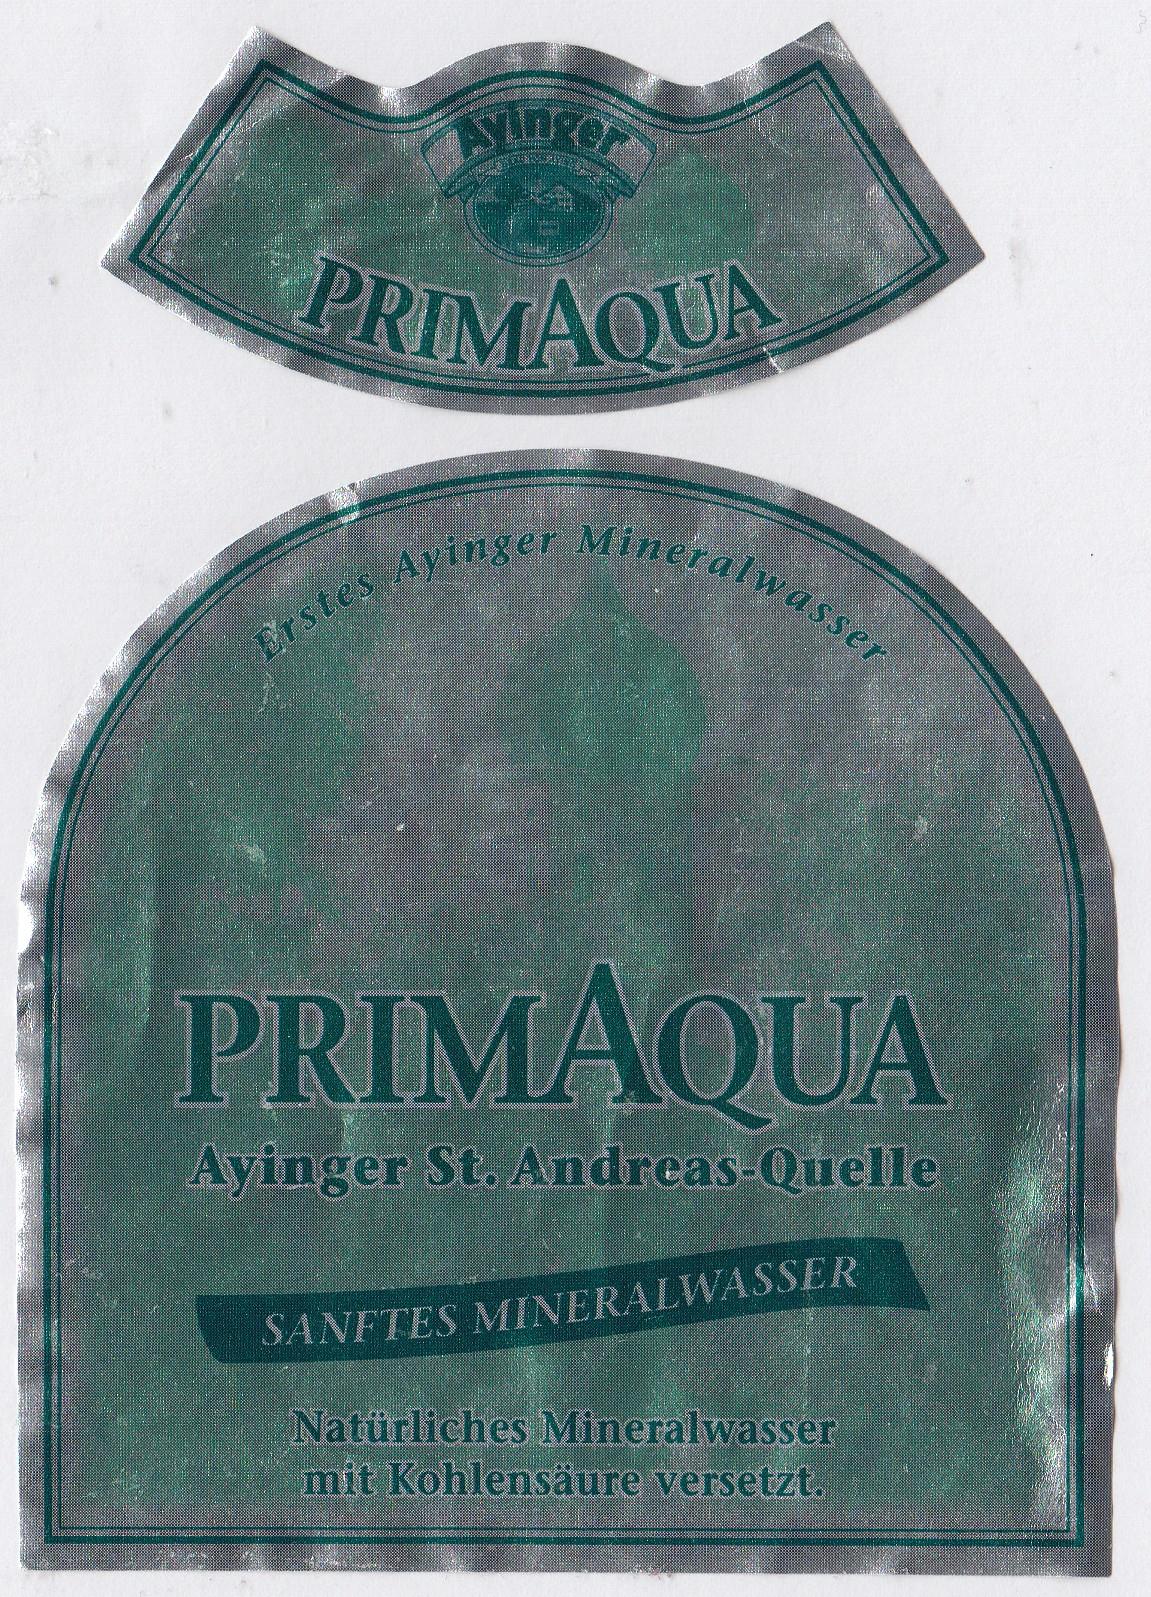 Ayinger
PRIMAQUA
Erstes Ayinger Mineralwasser
PRIMAQUA
Ayinger St. Andreas-Quelle
SANFTES MINERALWASSER
Natürliches Mineralwasser
mit Kohlensäure versetzt.